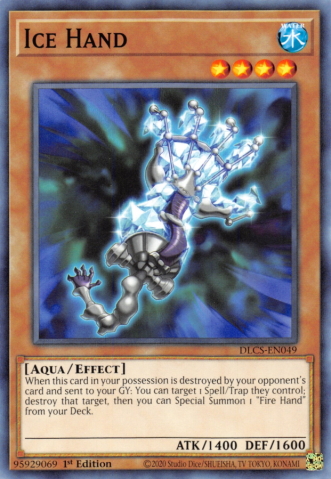 ICE HAND
WATER
水
DLCS-EN049
[AQUA/EFFECT]
When this card in your possession is destroyed by your opponent's
card and sent to your GY: You can target 1 Spell/Trap they control;
destroy that target, then you can Special Summon 1 "Fire Hand"
from your Deck.
ATK/1400 DEF/1600
95929069 1st Edition ©2020 Studio Dice/SHUEISHA, TV TOKYO, KONAMI